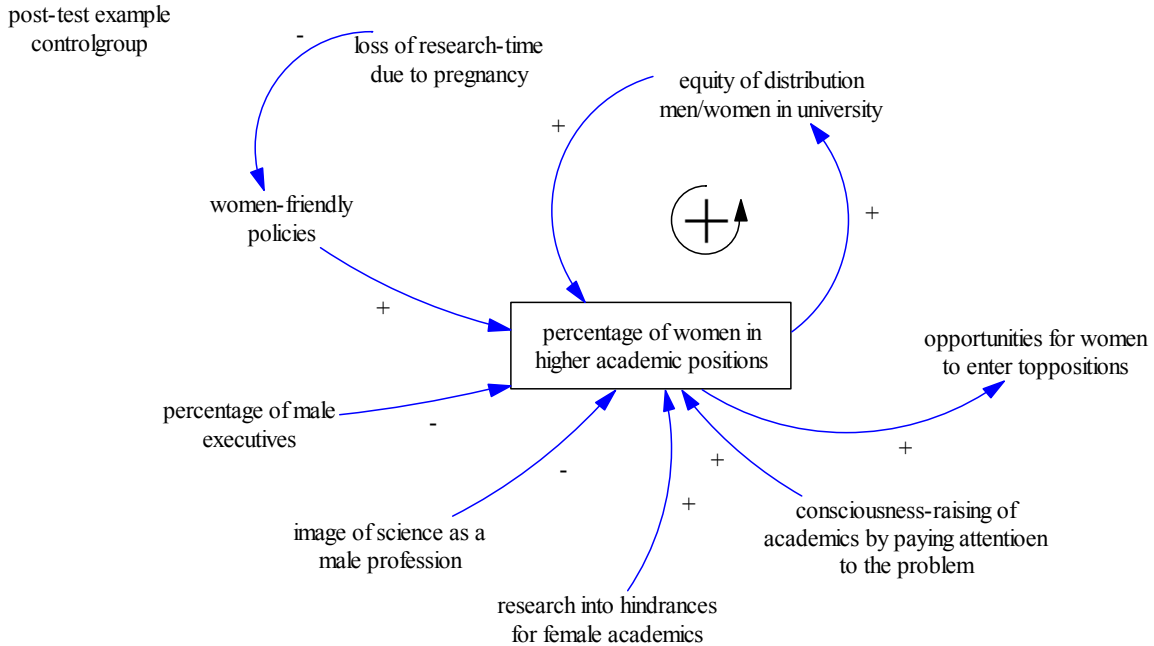 post-test example
controlgroup
-
loss of research-time
due to pregnancy
equity of distribution
men/women in university
+
women-friendly
policies
+
+
+
percentage of women in
higher academic positions
opportunities for women
to enter toppositions
percentage of male
executives
-
+
-
+
+
image of science as a
male profession
consciousness-raising of
academics by paying attentioen
to the problem
research into hindrances
for female academics